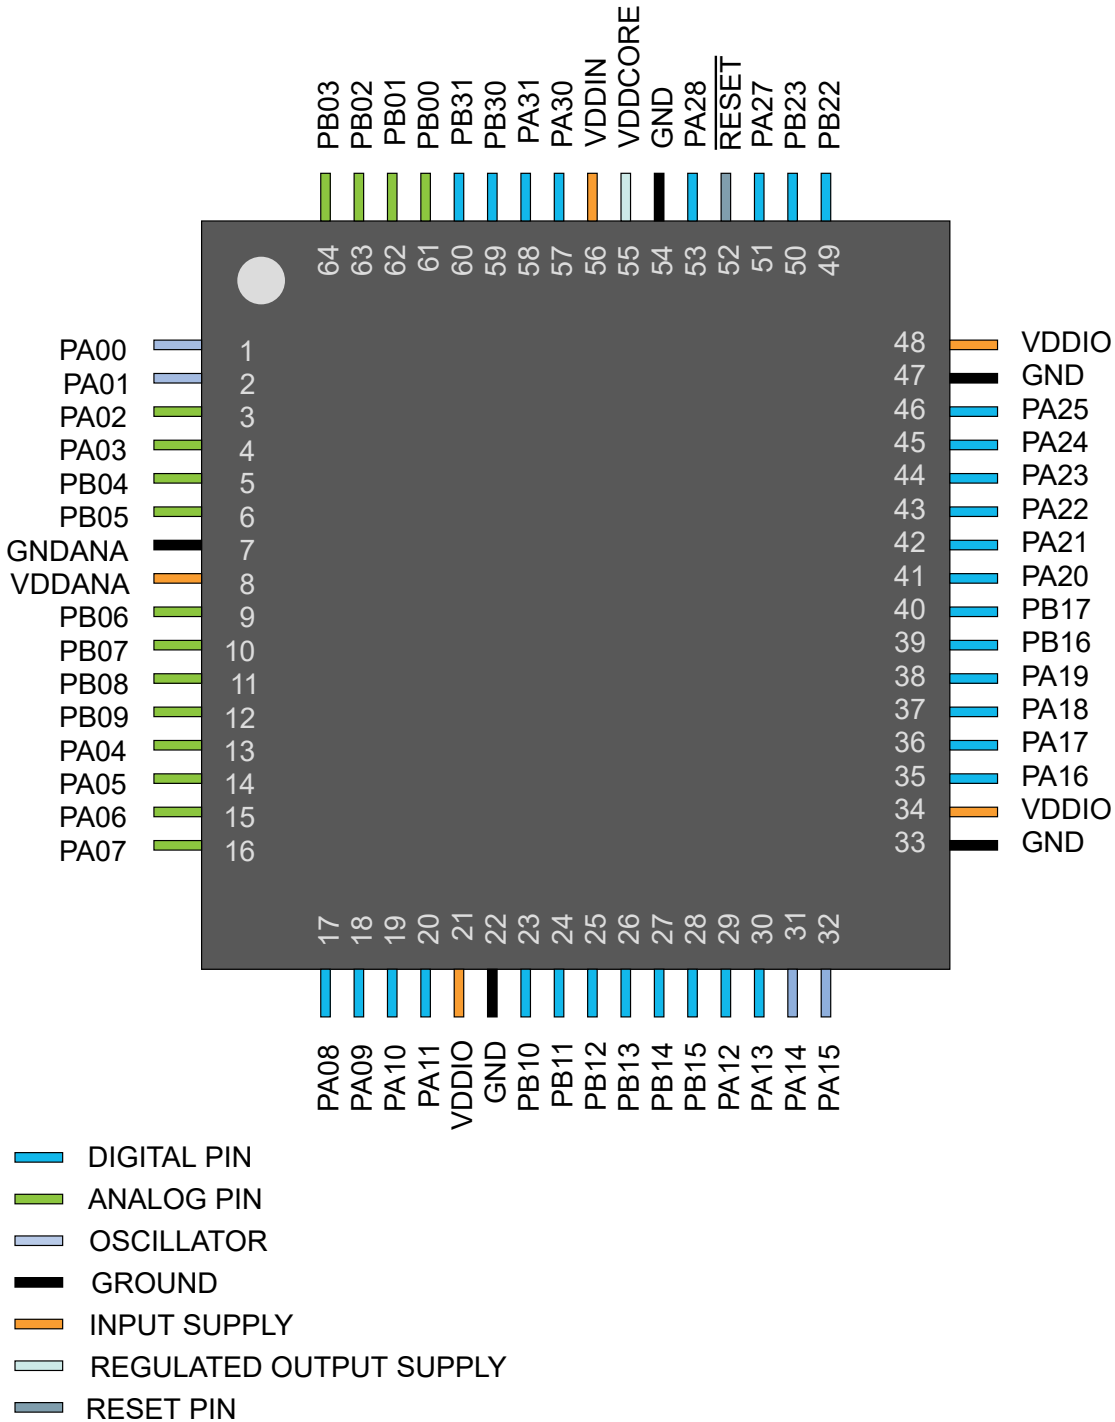 PB03
PB02
PB01
PB00
PB31
PB30
PA31
PA30
VDDIN
VDDCORE
GND
PA28
RESET
PA27
PB23
PB22
64
63
62
61
60
59
58
57
56
55
54
53
52
51
50
49
PA00 1
PA01 2
PA02 3
PA03 4
PB04 5
PB05 6
GNDANA 7
VDDANA 8
PB06 9
PB07 10
PB08 11
PB09 12
PA04 13
PA05 14
PA06 15
PA07 16
48 VDDIO
47 GND
46 PA25
45 PA24
44 PA23
43 PA22
42 PA21
41 PA20
40 PB17
39 PB16
38 PA19
37 PA18
36 PA17
35 PA16
34 VDDIO
33 GND
17
18
19
20
21
22
23
24
25
26
27
28
29
30
31
32
PA08
PA09
PA10
PA11
VDDIO
GND
PB10
PB11
PB12
PB13
PB14
PB15
PA12
PA13
PA14
PA15
DIGITAL PIN
ANALOG PIN
OSCILLATOR
GROUND
INPUT SUPPLY
REGULATED OUTPUT SUPPLY
RESET PIN